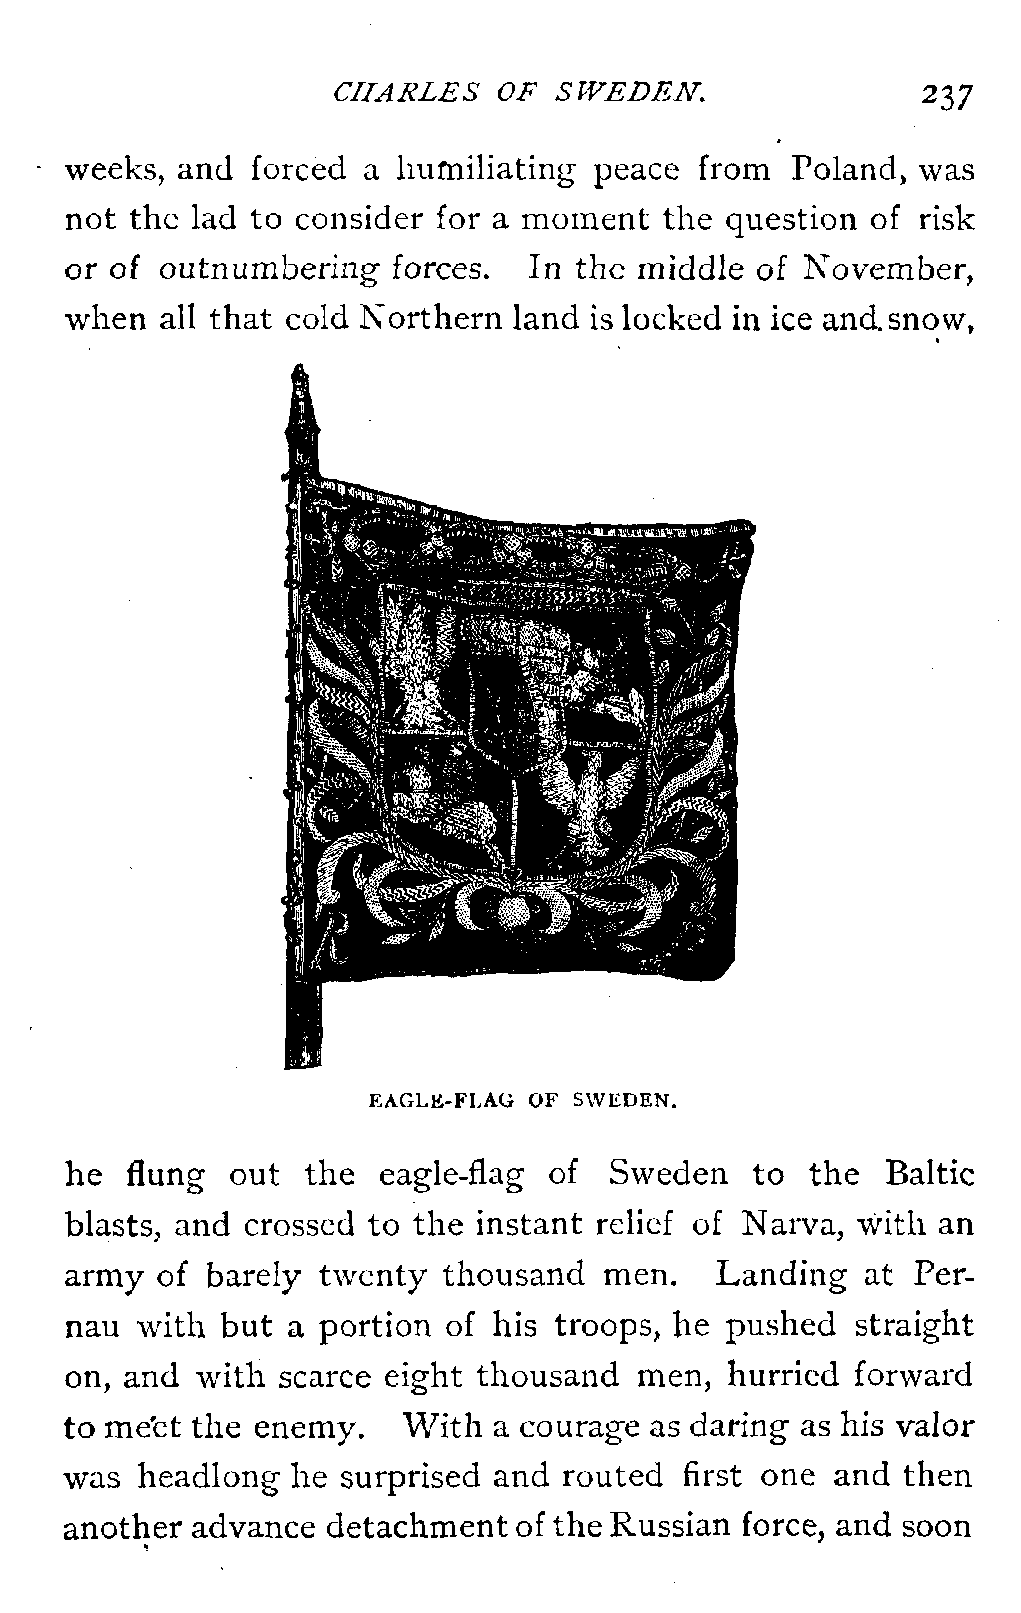 CHARLES OF SWEDEN. 237
weeks, and forced a humiliating peace from Poland, was
not the lad to consider for a moment the question of risk
or of outnumbering forces. In the middle of November,
when all that cold Northern land is locked in ice and snow,
EAGLE-FLAG OF SWEDEN.
he flung out the eagle-flag of Sweden to the Baltic
blasts, and crossed to the instant relief of Narva, with an
army of barely twenty thousand men. Landing at Per-
nau with but a portion of his troops, he pushed straight
on, and with scarce eight thousand men, hurried forward
to meet the enemy. With a courage as daring as his valor
was headlong he surprised and routed first one and then
another advance detachment of the Russian force, and soon